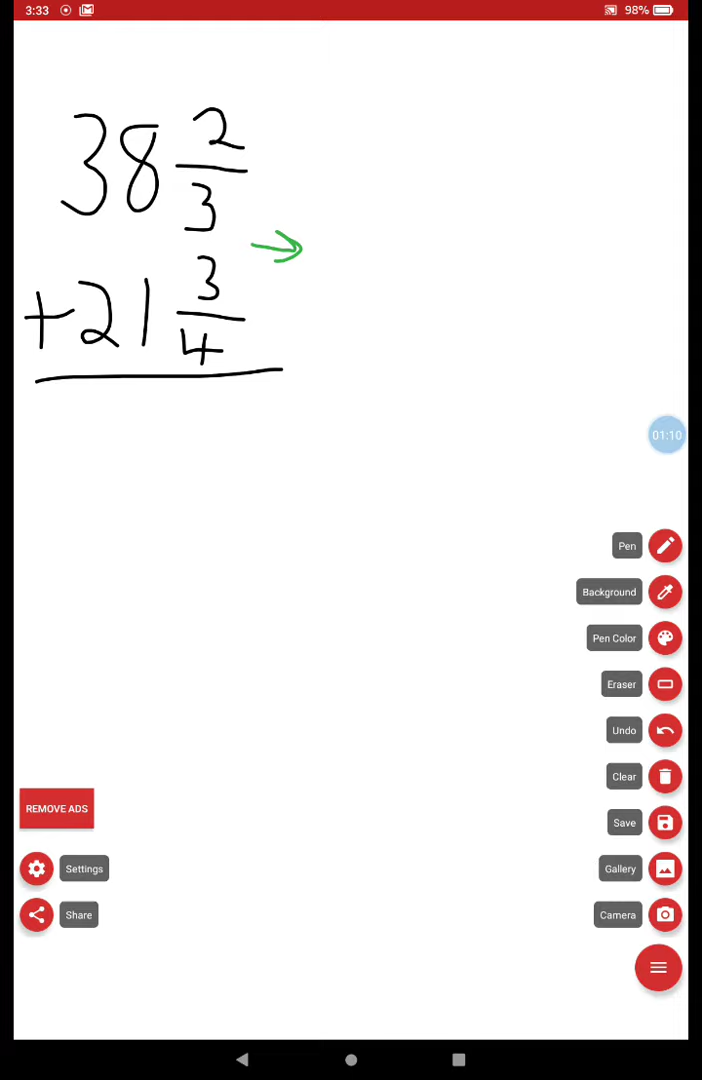 3:33 98%
38 2/3
+21 3/4
01:10
Pen
Background
Pen Color
Eraser
Undo
Clear
REMOVE ADS
Save
Settings Gallery
Share Camera